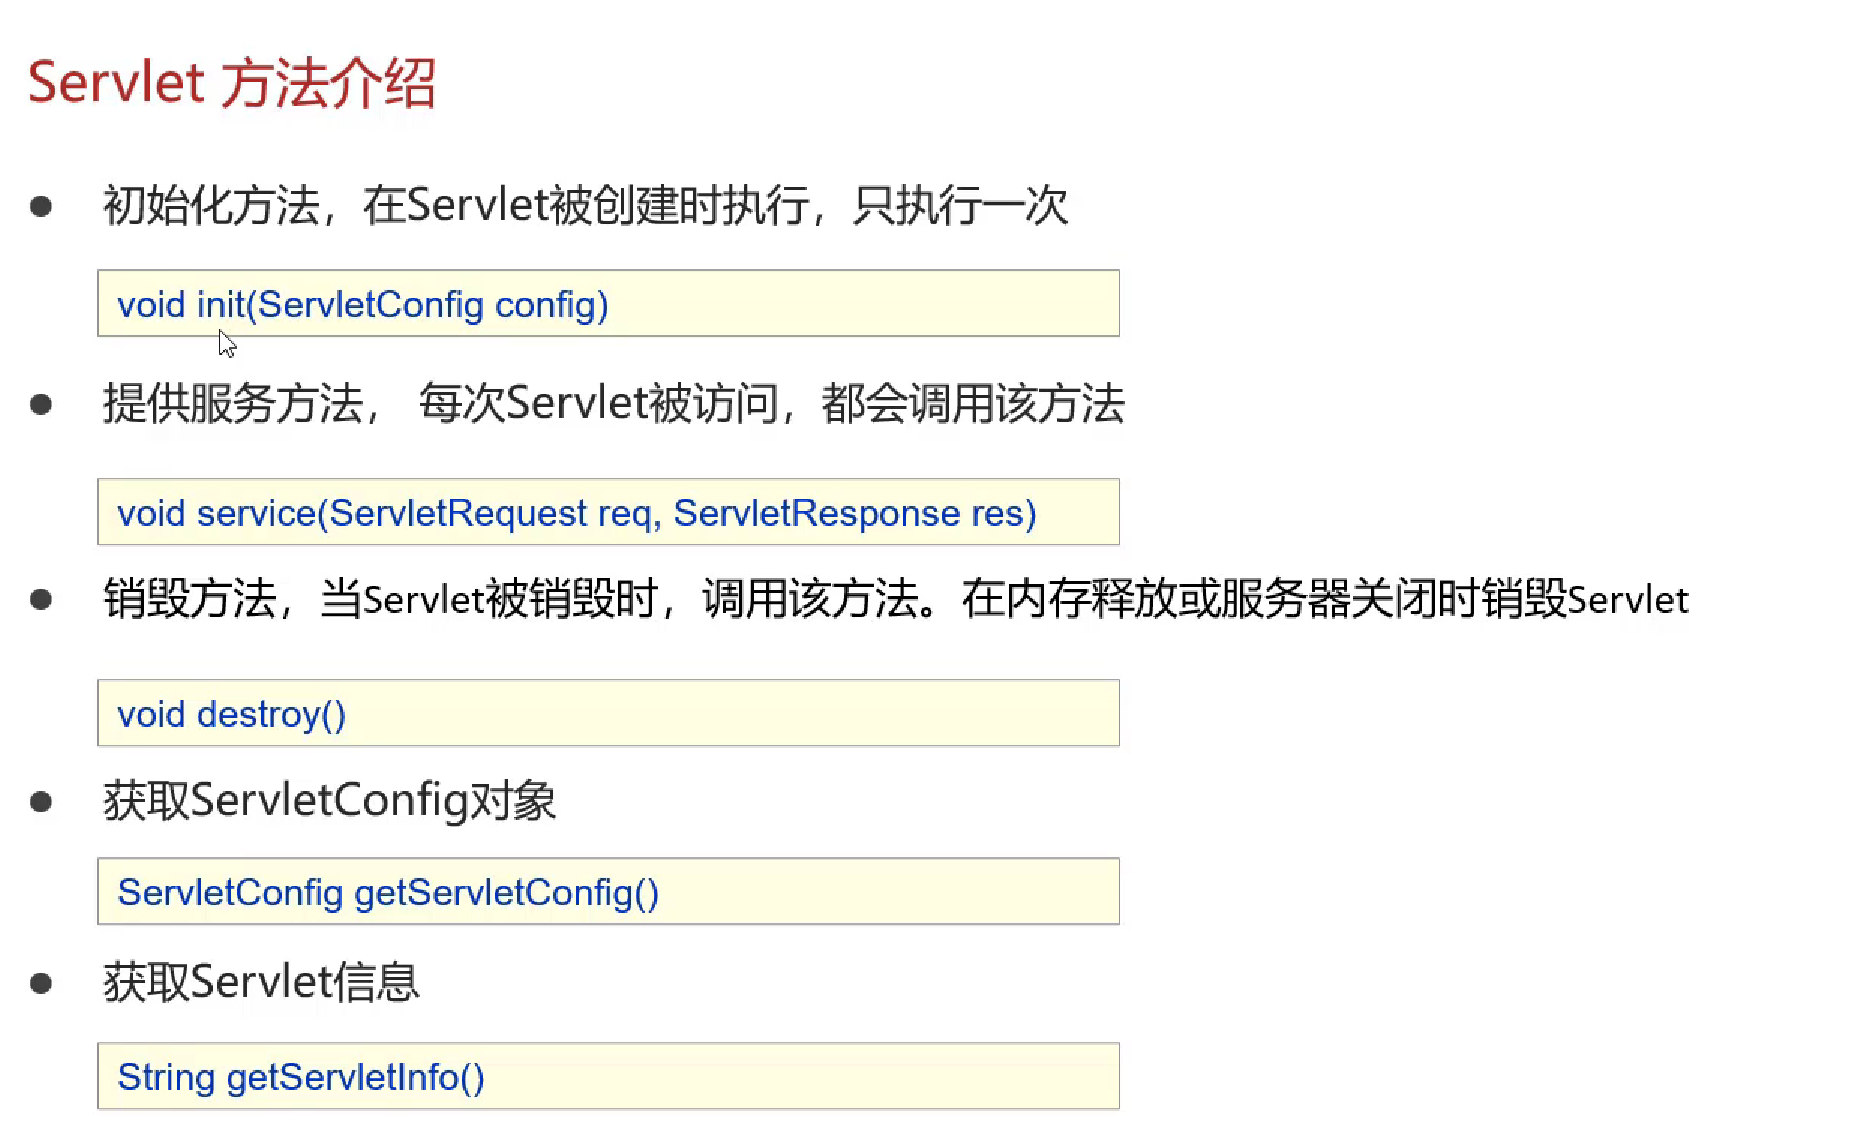 Servlet 方法介绍
● 初始化方法，在Servlet被创建时执行，只执行一次
void init(ServletConfig config)
● 提供服务方法， 每次Servlet被访问，都会调用该方法
void service(ServletRequest req, ServletResponse res)
● 销毁方法，当Servlet被销毁时，调用该方法。在内存释放或服务器关闭时销毁Servlet
void destroy()
● 获取ServletConfig对象
ServletConfig getServletConfig()
● 获取Servlet信息
String getServletInfo()